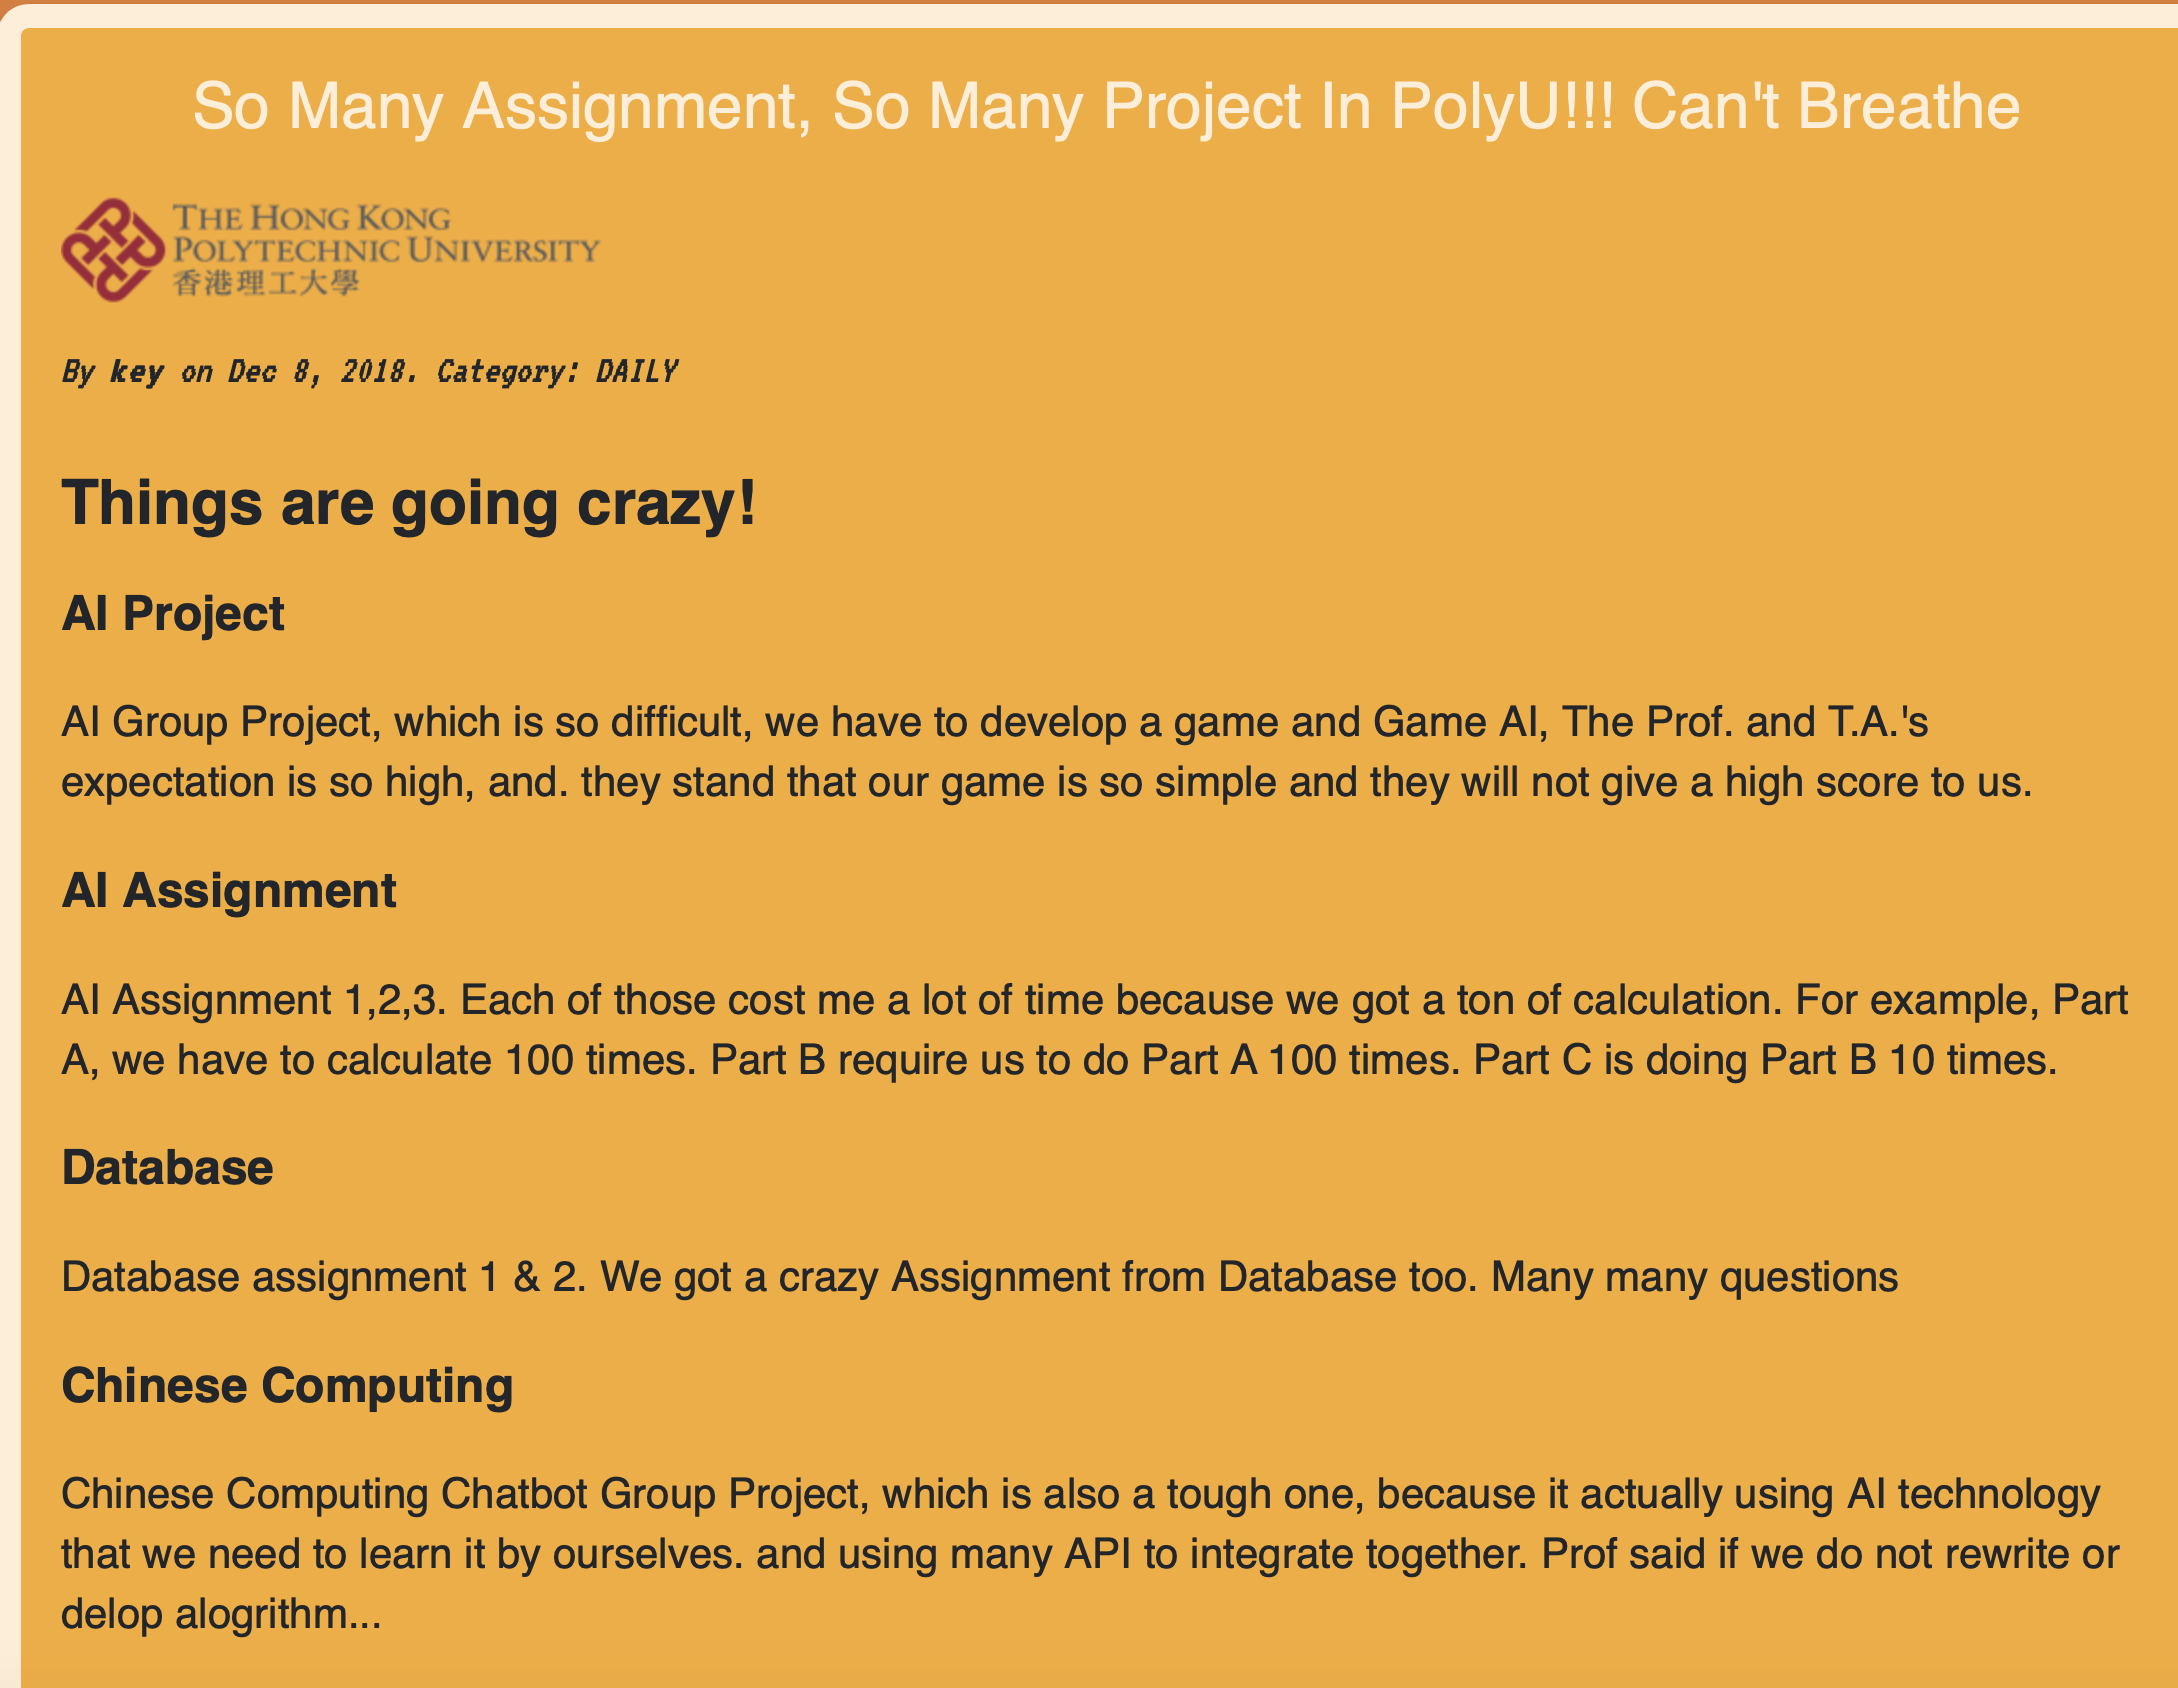 So Many Assignment, So Many Project In PolyU!!! Can't Breathe
THE HONG KONG
POLYTECHNIC UNIVERSITY
香港理工大學
By key on Dec 8, 2018. Category: DAILY
Things are going crazy!
AI Project
AI Group Project, which is so difficult, we have to develop a game and Game AI, The Prof. and T.A.'s
expectation is so high, and. they stand that our game is so simple and they will not give a high score to us.
AI Assignment
AI Assignment 1,2,3. Each of those cost me a lot of time because we got a ton of calculation. For example, Part
A, we have to calculate 100 times. Part B require us to do Part A 100 times. Part C is doing Part B 10 times.
Database
Database assignment 1 & 2. We got a crazy Assignment from Database too. Many many questions
Chinese Computing
Chinese Computing Chatbot Group Project, which is also a tough one, because it actually using AI technology
that we need to learn it by ourselves. and using many API to integrate together. Prof said if we do not rewrite or
delop alogrithm...